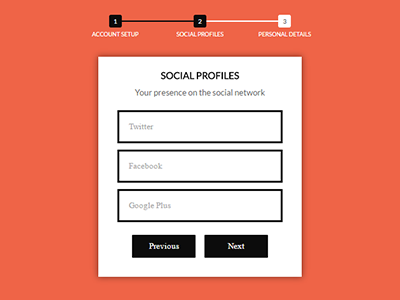 1 2 3
ACCOUNT SETUP SOCIAL PROFILES PERSONAL DETAILS
SOCIAL PROFILES
Your presence on the social network
Twitter
Facebook
Google Plus
Previous Next